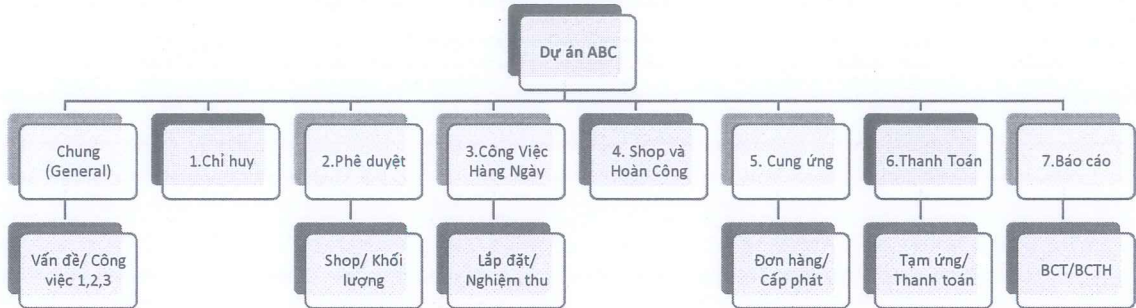 Dự án ABC
Chung
(General)
1.Chỉ huy
2.Phê duyệt
3.Công Việc
Hàng Ngày
4. Shop và
Hoàn Công
5. Cung ứng
6.Thanh Toán
7.Báo cáo
Vấn đề/ Công
việc 1,2,3
Shop/ Khối
lượng
Lắp đặt/
Nghiệm thu
Đơn hàng/
Cấp phát
Tạm ứng/
Thanh toán
BCT/BCTH